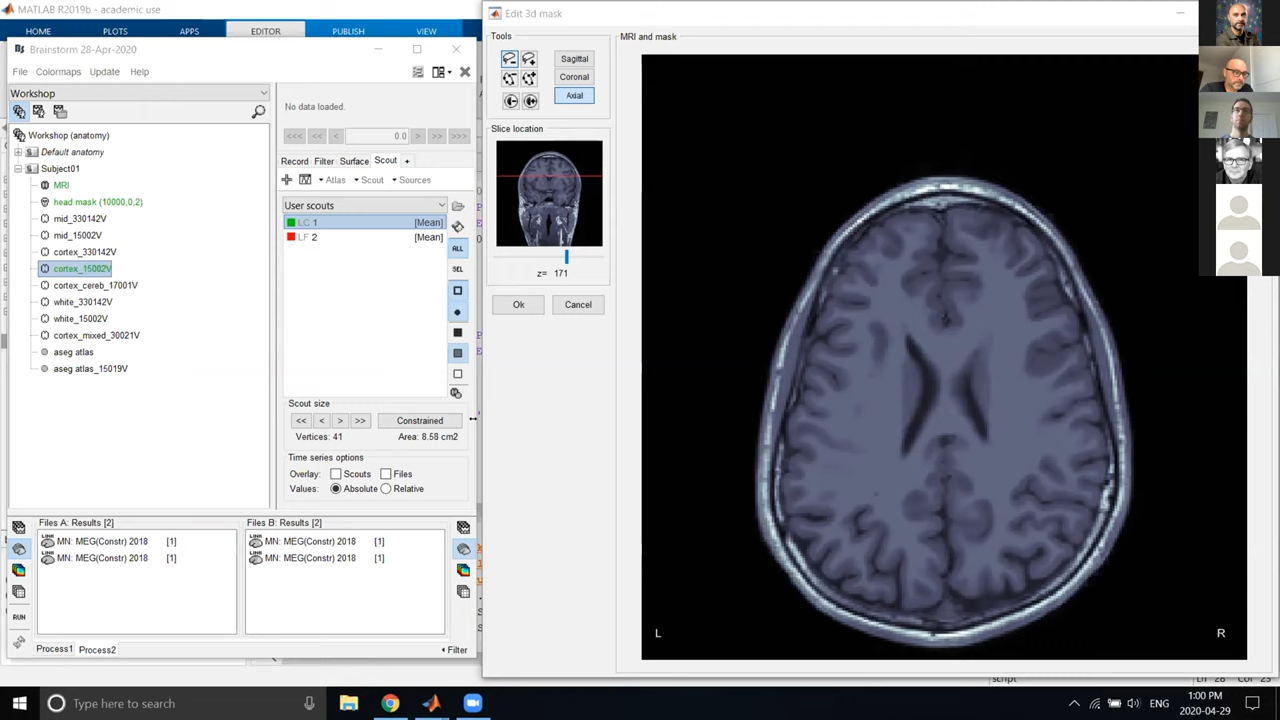 MATLAB R2019b - academic use
HOME
PLOTS
APPS
EDITOR
PUBLISH
VIEW
Brainstorm 28-Apr-2020
File
Colormaps
Update
Help
Workshop
Workshop (anatomy)
Default anatomy
Subject01
MRI
head mask (10000,0,2)
mid_330142V
mid_15002V
cortex_330142V
cortex_15002V
cortex_cereb_17001V
white_330142V
white_15002V
cortex_mixed_30021V
aseg atlas
aseg atlas_15019V
No data loaded.
<<<
<<
<
0.0
>
>>
>>>
Record
Filter
Surface
Scout
+
Atlas
Scout
Sources
User scouts
LC 1 [Mean]
LF 2 [Mean]
ALL
SEL
Scout size
<<
<
>
>>
Constrained
Vertices: 41
Area: 8.58 cm2
Time series options
Overlay:
Scouts
Files
Values:
Absolute
Relative
Files A: Results [2]
LINK MN: MEG(Constr) 2018 [1]
LINK MN: MEG(Constr) 2018 [1]
Files B: Results [2]
LINK MN: MEG(Constr) 2018 [1]
LINK MN: MEG(Constr) 2018 [1]
RUN
Process1
Process2
Filter
Edit 3d mask
Tools
Sagittal
Coronal
Axial
Slice location
z= 171
Ok
Cancel
MRI and mask
L
R
script
Type here to search
ENG
1:00 PM
2020-04-29